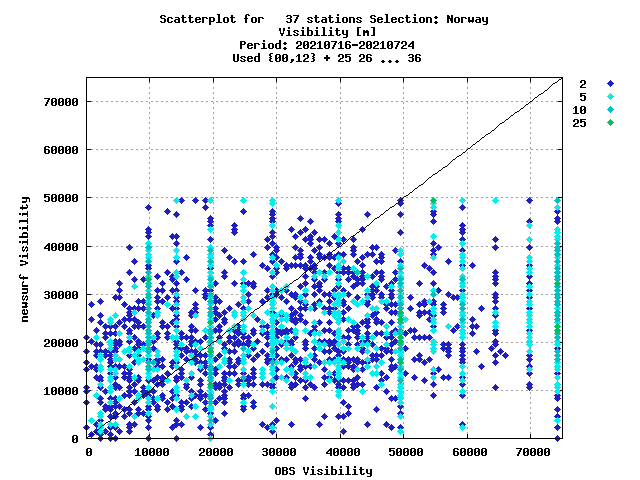 Scatterplot for   37 stations Selection: Norway
Visibility [m]
Period: 20210716-20210724
Used {00,12} + 25 26 ... 36
2
5
10
25
newsurf Visibility
70000
60000
50000
40000
30000
20000
10000
0
0 10000 20000 30000 40000 50000 60000 70000
OBS Visibility